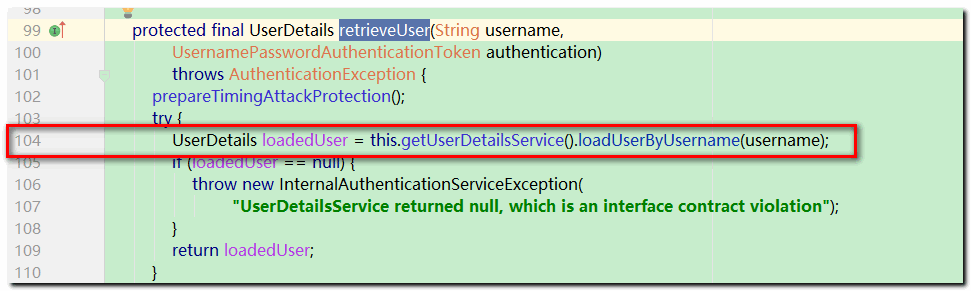 98
99 protected final UserDetails retrieveUser(String username,
100 UsernamePasswordAuthenticationToken authentication)
101 throws AuthenticationException {
102 prepareTimingAttackProtection();
103 try {
104 UserDetails loadedUser = this.getUserDetailsService().loadUserByUsername(username);
105 if (loadedUser == null) {
106 throw new InternalAuthenticationServiceException(
107 "UserDetailsService returned null, which is an interface contract violation");
108 }
109 return loadedUser;
110 }